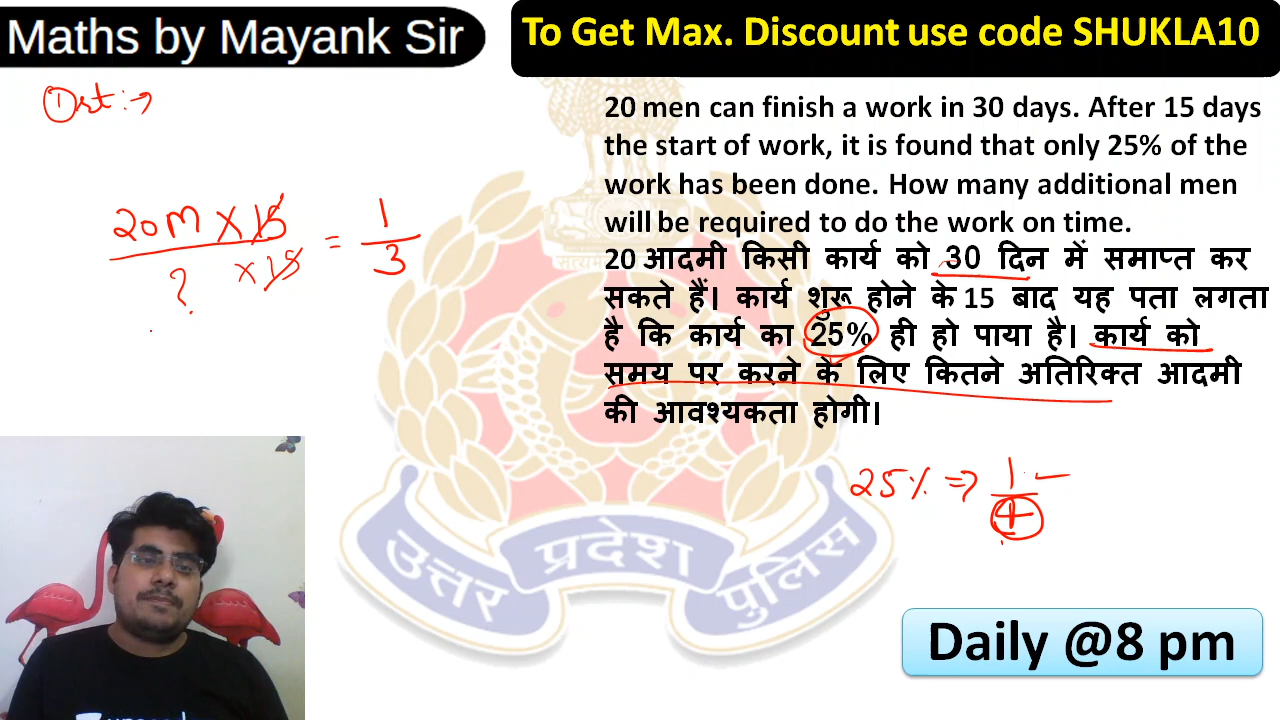 Maths by Mayank Sir
To Get Max. Discount use code SHUKLA10
①st :→
20 men can finish a work in 30 days. After 15 days
the start of work, it is found that only 25% of the
work has been done. How many additional men
will be required to do the work on time.
20 आदमी किसी कार्य को 30 दिन में समाप्त कर
सकते हैं। कार्य शुरू होने के 15 बाद यह पता लगता
है कि कार्य का 25% ही हो पाया है। कार्य को
समय पर करने के लिए कितने अतिरिक्त आदमी
की आवश्यकता होगी।
20M × 15
? × 15
= 1
3
25% ⇒ 1
4
उत्तर प्रदेश पुलिस
Daily @8 pm